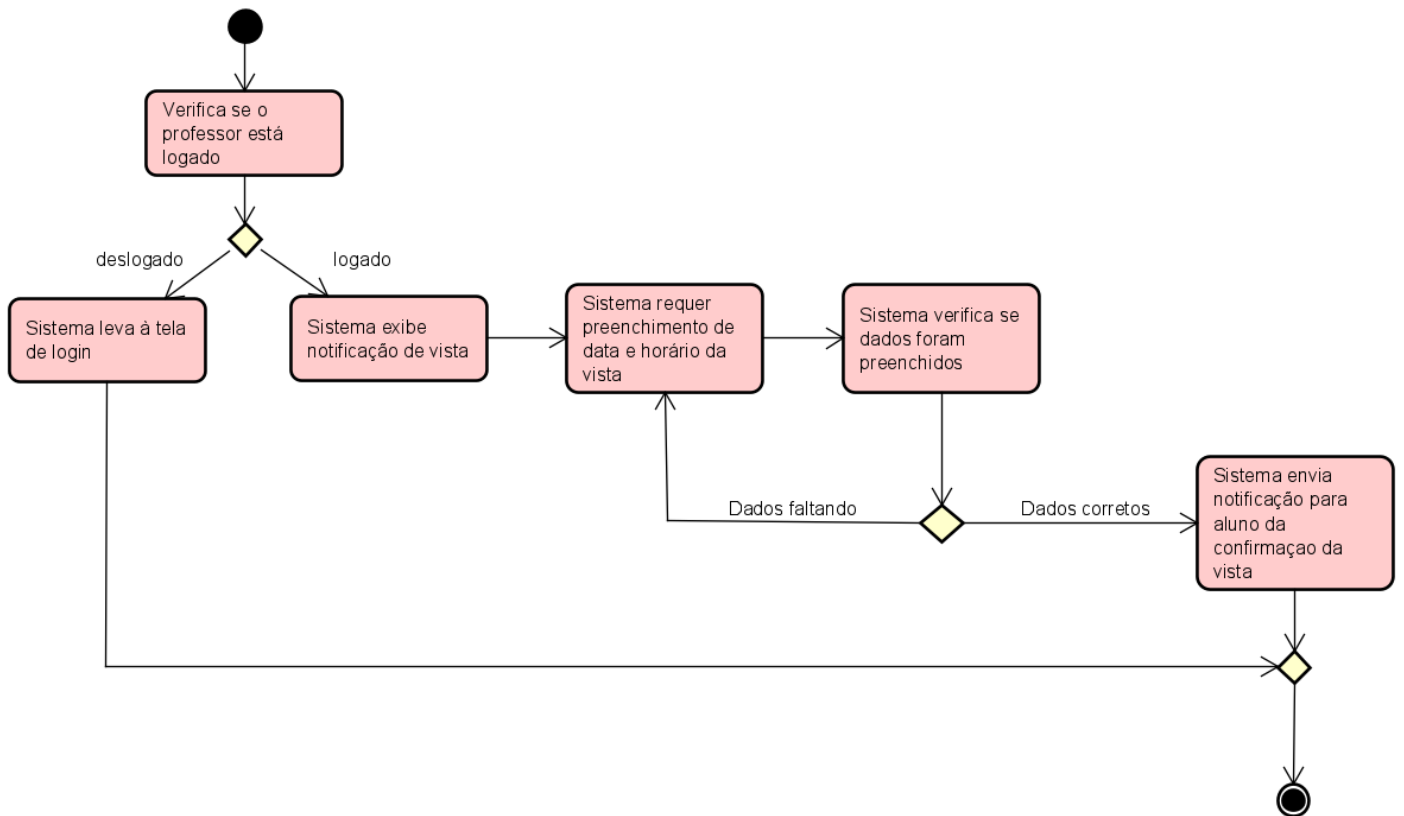 Verifica se o
professor está
logado
deslogado
logado
Sistema leva à tela
de login
Sistema exibe
notificação de vista
Sistema requer
preenchimento de
data e horário da
vista
Sistema verifica se
dados foram
preenchidos
Dados faltando
Dados corretos
Sistema envia
notificação para
aluno da
confirmaçao da
vista